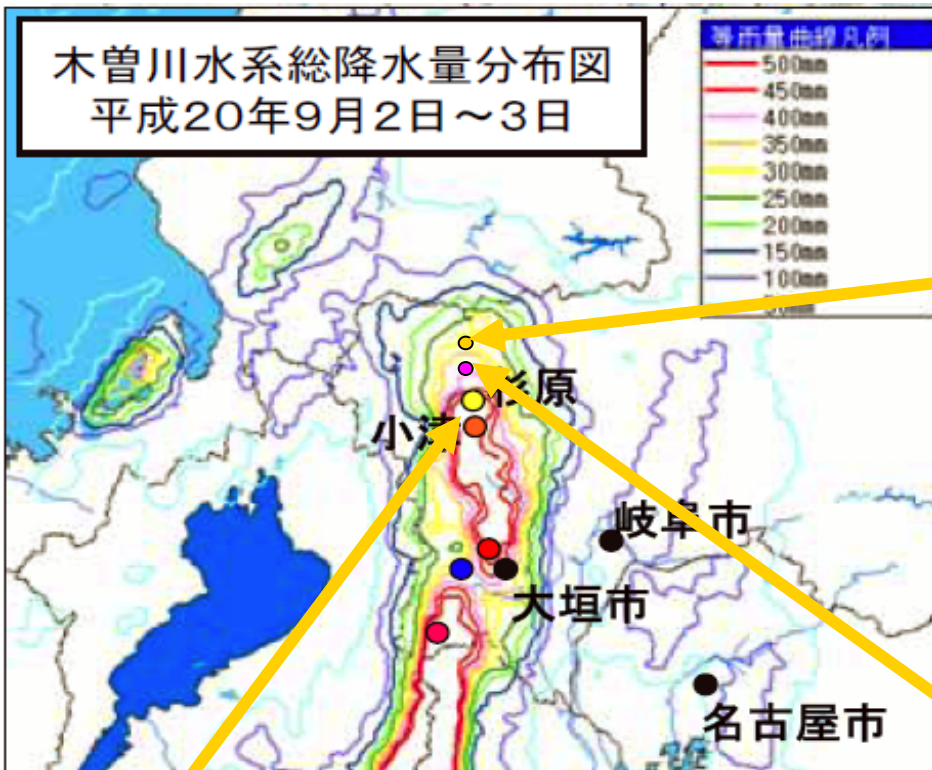 木曽川水系総降水量分布図
平成20年9月2日～3日
等雨量曲線凡例
500mm
450mm
400mm
350mm
300mm
250mm
200mm
150mm
100mm
杉原
小津
岐阜市
大垣市
名古屋市